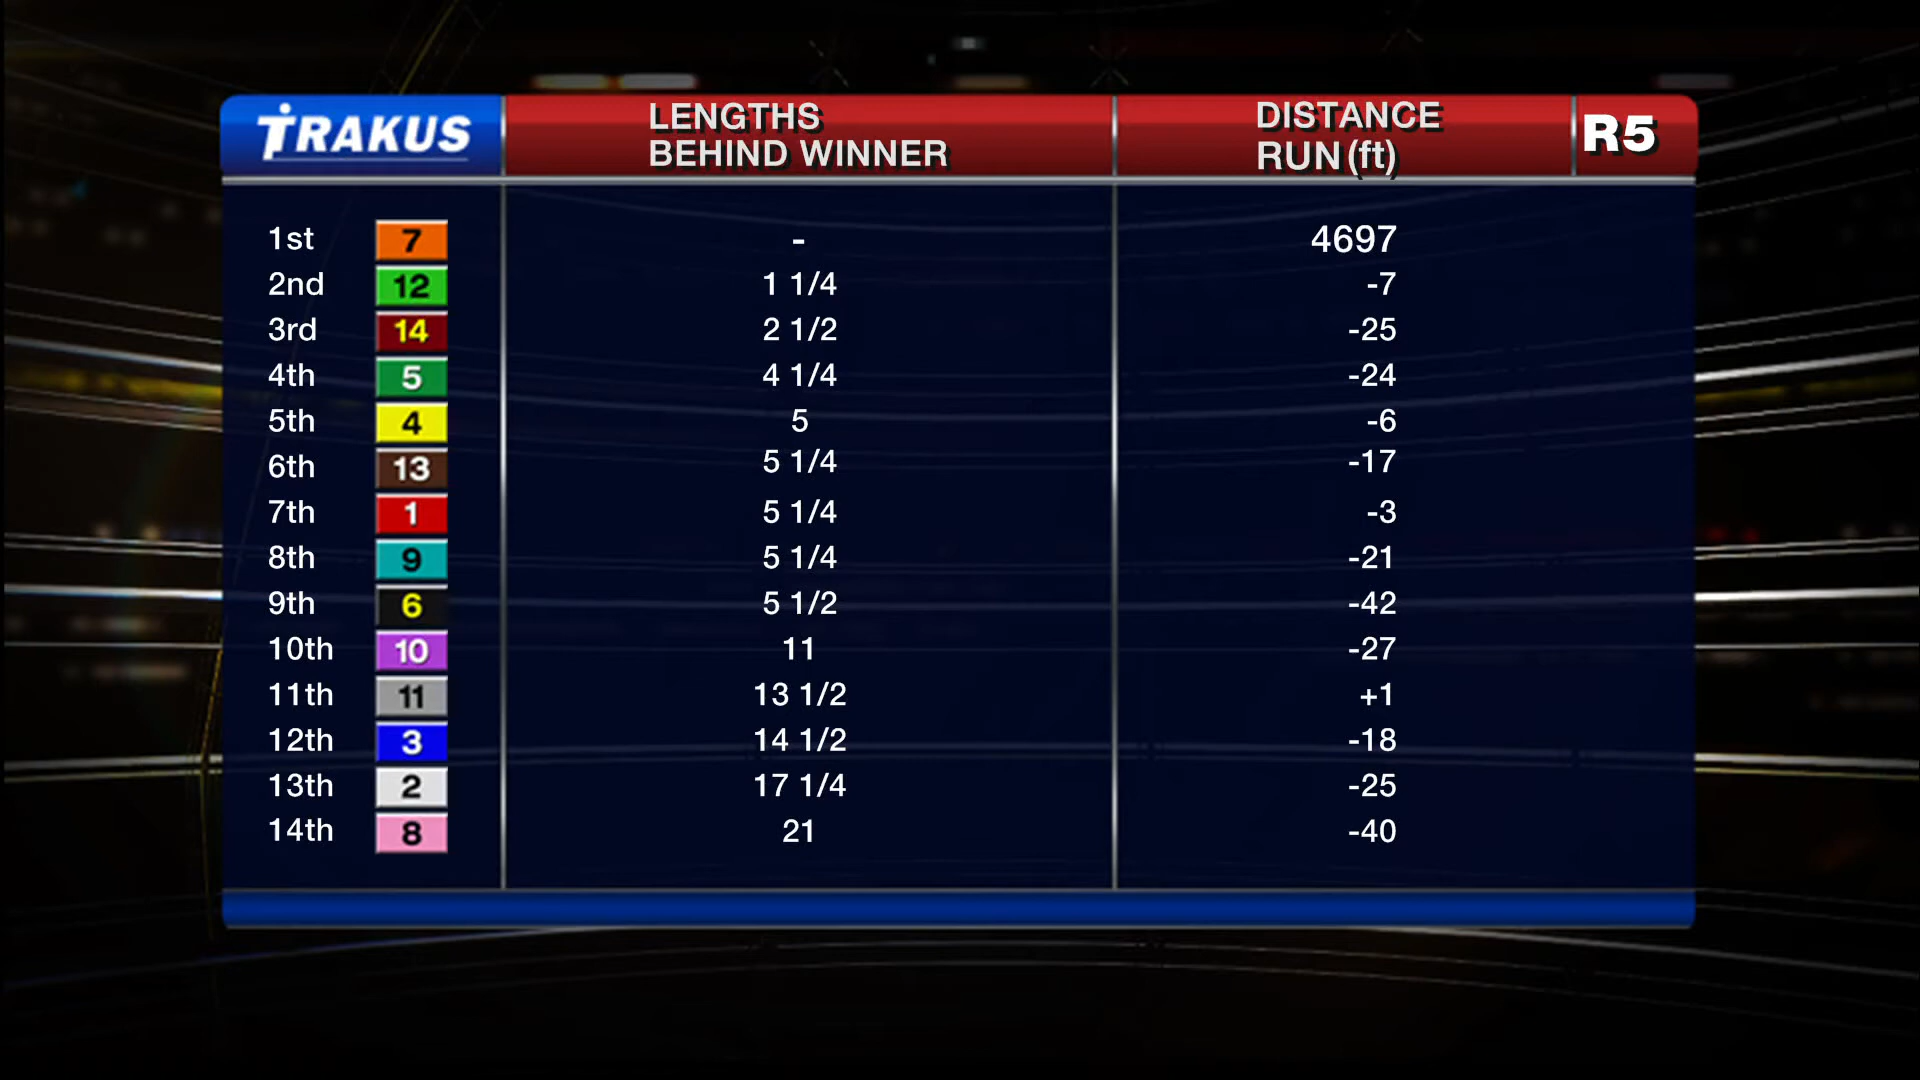 TRAKUS LENGTHS BEHIND WINNER DISTANCE RUN (ft) R5
1st 7 - 4697
2nd 12 1 1/4 -7
3rd 14 2 1/2 -25
4th 5 4 1/4 -24
5th 4 5 -6
6th 13 5 1/4 -17
7th 1 5 1/4 -3
8th 9 5 1/4 -21
9th 6 5 1/2 -42
10th 10 11 -27
11th 11 13 1/2 +1
12th 3 14 1/2 -18
13th 2 17 1/4 -25
14th 8 21 -40